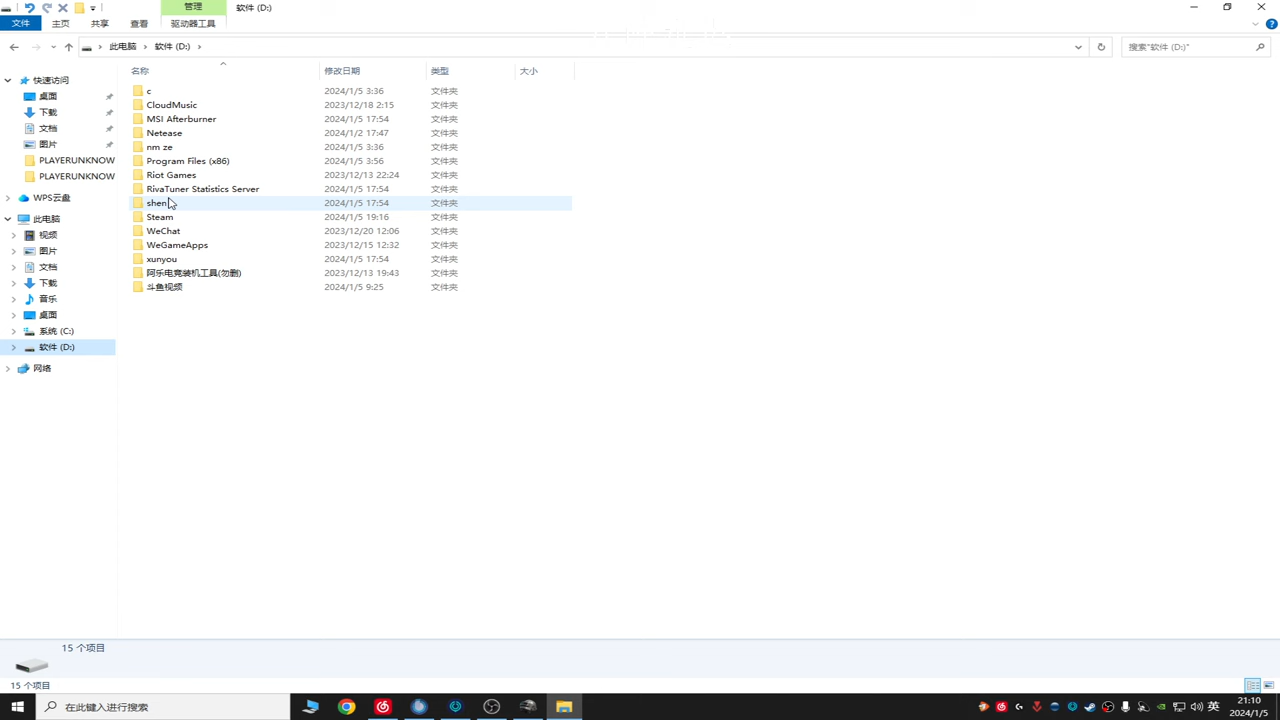 管理
软件 (D:)
文件
主页
共享
查看
驱动器工具
此电脑
软件 (D:)
搜索"软件 (D:)"
名称
修改日期
类型
大小
快速访问
桌面
下载
文档
图片
PLAYERUNKNOW
PLAYERUNKNOW
WPS云盘
此电脑
视频
图片
文档
下载
音乐
桌面
系统 (C:)
软件 (D:)
网络
c 2024/1/5 3:36 文件夹
CloudMusic 2023/12/18 2:15 文件夹
MSI Afterburner 2024/1/5 17:54 文件夹
Netease 2024/1/2 17:47 文件夹
nm ze 2024/1/5 3:36 文件夹
Program Files (x86) 2024/1/5 3:56 文件夹
Riot Games 2023/12/13 22:24 文件夹
RivaTuner Statistics Server 2024/1/5 17:54 文件夹
shen 2024/1/5 17:54 文件夹
Steam 2024/1/5 19:16 文件夹
WeChat 2023/12/20 12:06 文件夹
WeGameApps 2023/12/15 12:32 文件夹
xunyou 2024/1/5 17:54 文件夹
阿乐电竞装机工具(勿删) 2023/12/13 19:43 文件夹
斗鱼视频 2024/1/5 9:25 文件夹
15 个项目
15 个项目
在此键入进行搜索
英
21:10
2024/1/5